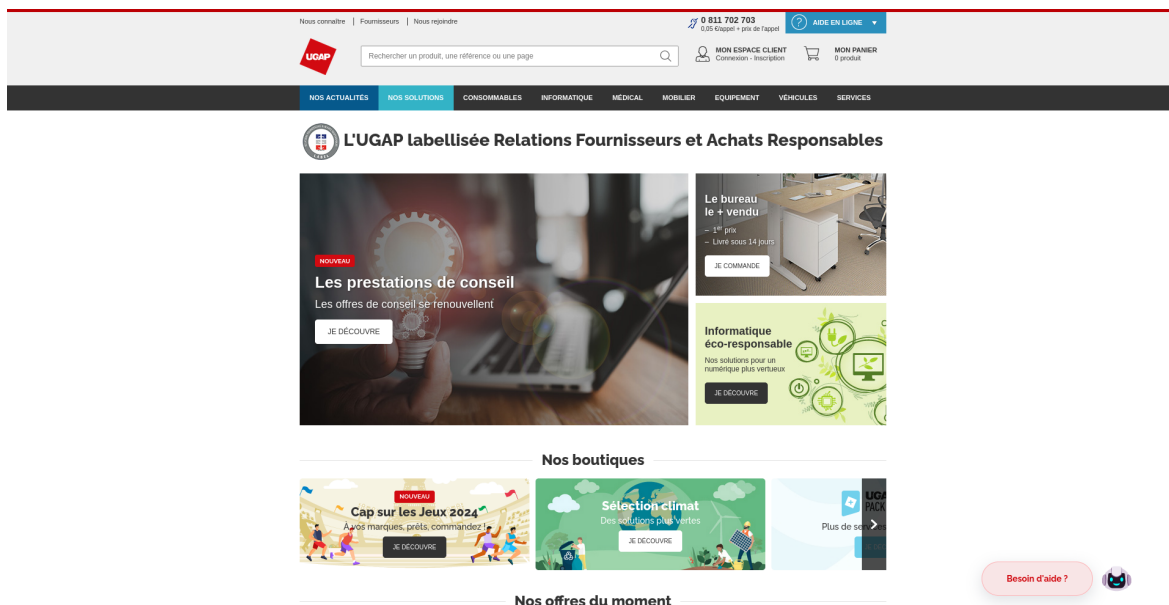 Nous connaître | Fournisseurs | Nous rejoindre
0 811 702 703
0,05 €/appel + prix de l'appel
? AIDE EN LIGNE
UGAP
Rechercher un produit, une référence ou une page
MON ESPACE CLIENT
Connexion - Inscription
MON PANIER
0 produit
NOS ACTUALITÉS
NOS SOLUTIONS
CONSOMMABLES
INFORMATIQUE
MÉDICAL
MOBILIER
EQUIPEMENT
VÉHICULES
SERVICES
L'UGAP labellisée Relations Fournisseurs et Achats Responsables
NOUVEAU
Les prestations de conseil
Les offres de conseil se renouvellent
JE DÉCOUVRE
Le bureau
le + vendu
– 1er prix
– Livré sous 14 jours
JE COMMANDE
Informatique
éco-responsable
Nos solutions pour un
numérique plus vertueux
JE DÉCOUVRE
Nos boutiques
NOUVEAU
Cap sur les Jeux 2024
À vos marques, prêts, commandez !
JE DÉCOUVRE
Sélection climat
Des solutions plus vertes
JE DÉCOUVRE
PACK
Plus de services
Nos offres du moment
Besoin d'aide ?